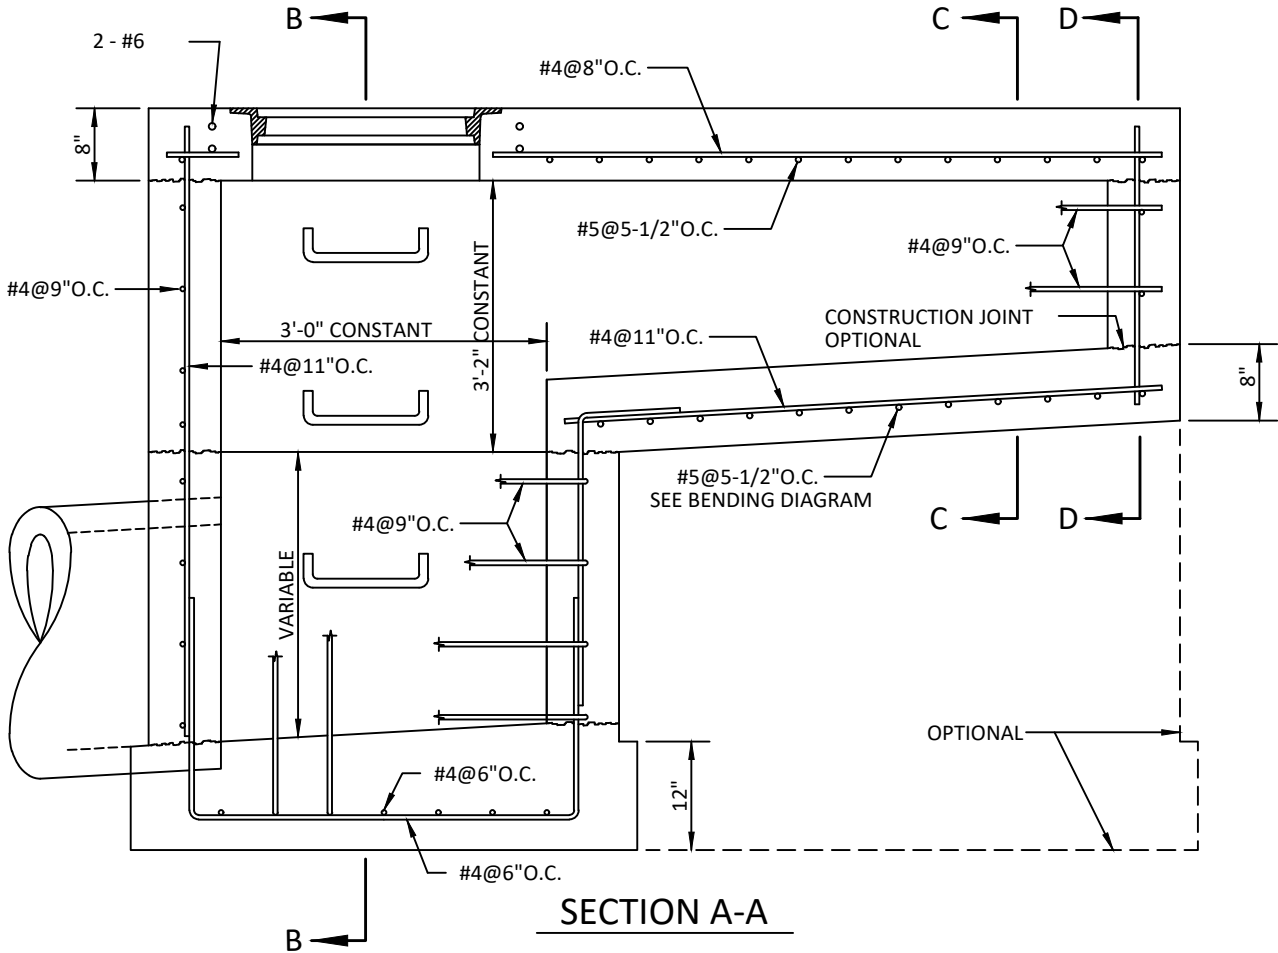 B
C
D
2 - #6
#4@8"O.C.
8"
#5@5-1/2"O.C.
#4@9"O.C.
#4@9"O.C.
3'-0" CONSTANT
3'-2" CONSTANT
CONSTRUCTION JOINT
OPTIONAL
#4@11"O.C.
#4@11"O.C.
8"
#5@5-1/2"O.C.
SEE BENDING DIAGRAM
#4@9"O.C.
C
D
VARIABLE
OPTIONAL
#4@6"O.C.
12"
#4@6"O.C.
SECTION A-A
B